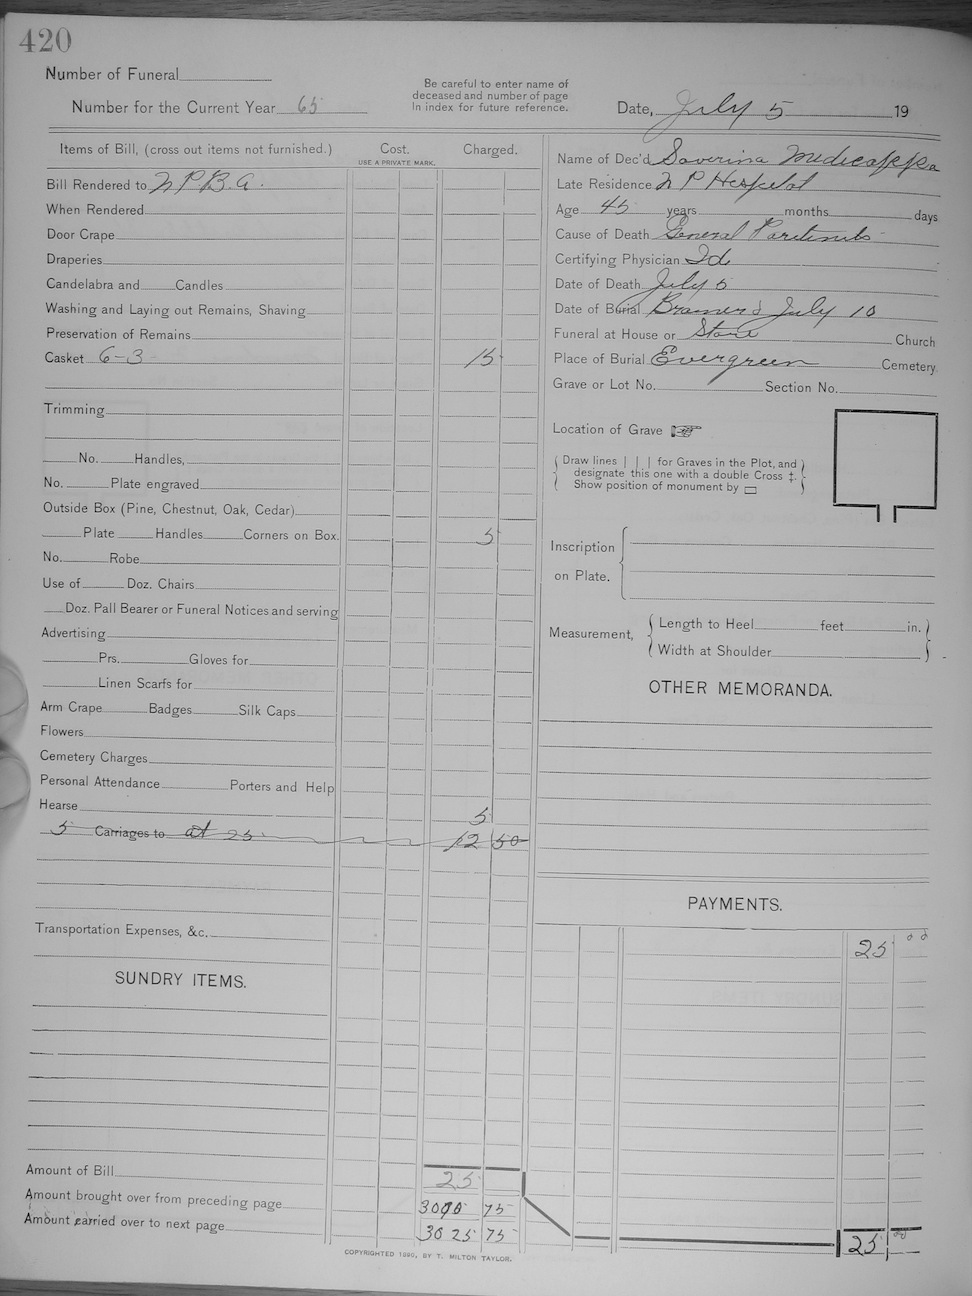 420
Number of Funeral
Number for the Current Year 65
Be careful to enter name of
deceased and number of page
in index for future reference.
Date, July 5 19
Items of Bill, (cross out items not furnished.)
Cost.
USE A PRIVATE MARK.
Charged.
Bill Rendered to N P B A.
When Rendered
Door Crape
Draperies
Candelabra and Candles
Washing and Laying out Remains, Shaving
Preservation of Remains
Casket 6-3 15
Trimming
No. Handles,
No. Plate engraved
Outside Box (Pine, Chestnut, Oak, Cedar)
Plate Handles Corners on Box. 5
No. Robe
Use of Doz. Chairs
Doz. Pall Bearer or Funeral Notices and serving
Advertising
Prs. Gloves for
Linen Scarfs for
Arm Crape Badges Silk Caps
Flowers
Cemetery Charges
Personal Attendance Porters and Help
Hearse 5
5 Carriages to at 25 12 50
Transportation Expenses, &c.
SUNDRY ITEMS.
Amount of Bill 25
Amount brought over from preceding page 75
Amount carried over to next page 3025 75
COPYRIGHTED 1890, BY T. MILTON TAYLOR.
Name of Dec'd Saverina
Late Residence N P Hospital
Age 45 years months days
Cause of Death General
Certifying Physician
Date of Death July 5
Date of Burial July 10
Funeral at House or Store Church
Place of Burial Evergreen Cemetery.
Grave or Lot No. Section No.
Location of Grave
Draw lines | | | for Graves in the Plot, and
designate this one with a double Cross ‡.
Show position of monument by
Inscription
on Plate.
Measurement,
Length to Heel feet in.
Width at Shoulder
OTHER MEMORANDA.
PAYMENTS.
25 00
25 00